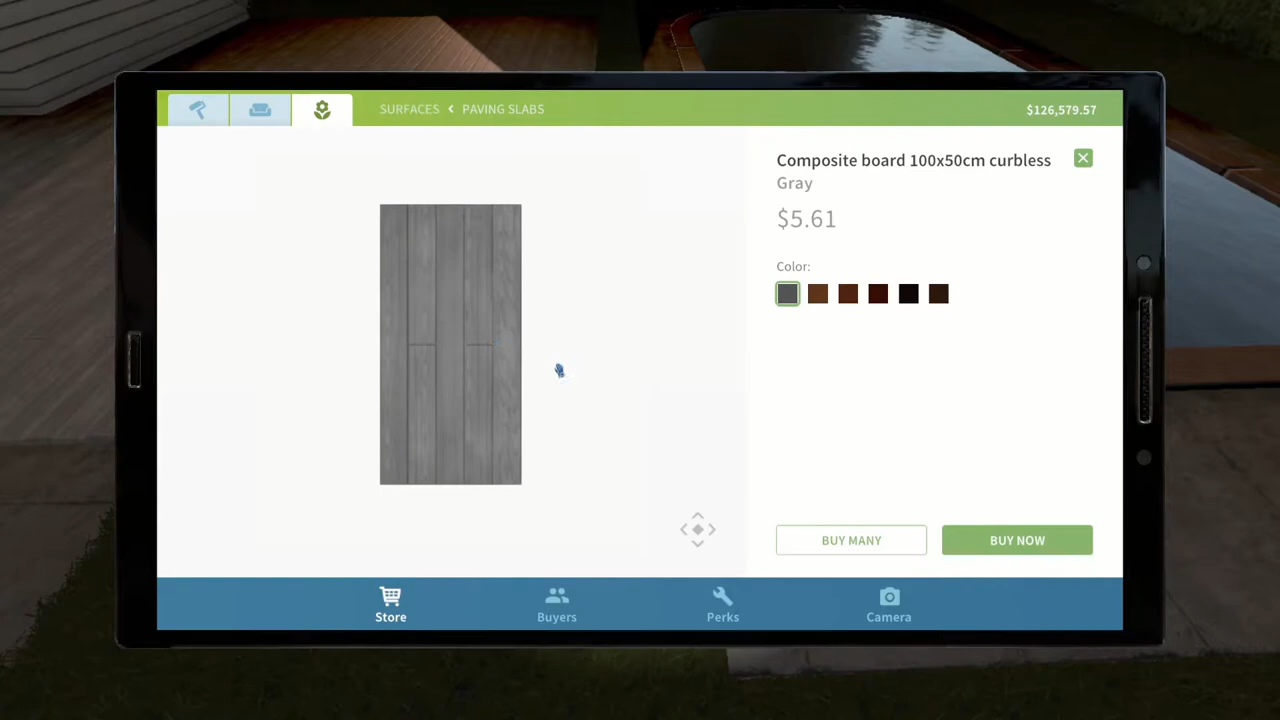 SURFACES < PAVING SLABS
$126,579.57
Composite board 100x50cm curbless
Gray
$5.61
Color:
BUY MANY
BUY NOW
Store
Buyers
Perks
Camera